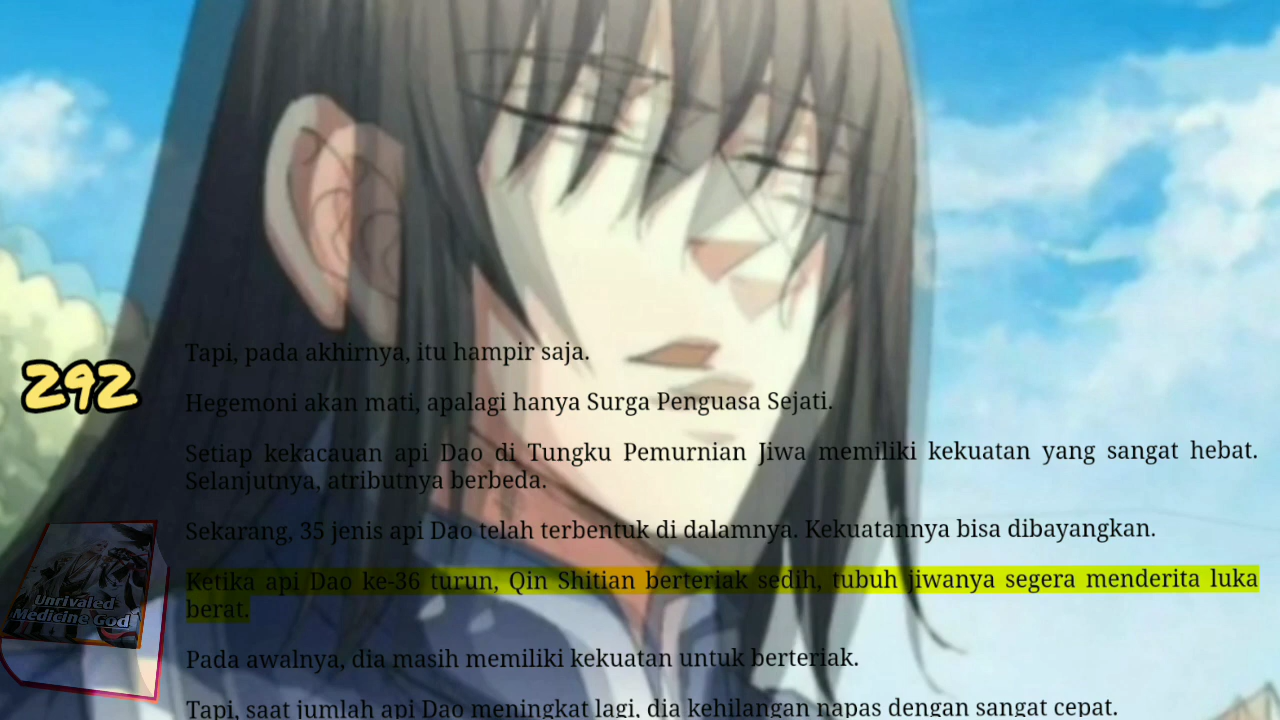 Tapi, pada akhirnya, itu hampir saja.
292
Hegemoni akan mati, apalagi hanya Surga Penguasa Sejati.
Setiap kekacauan api Dao di Tungku Pemurnian Jiwa memiliki kekuatan yang sangat hebat.
Selanjutnya, atributnya berbeda.
Sekarang, 35 jenis api Dao telah terbentuk di dalamnya. Kekuatannya bisa dibayangkan.
Ketika api Dao ke-36 turun, Qin Shitian berteriak sedih, tubuh jiwanya segera menderita luka
berat.
Unrivaled
Medicine God
Pada awalnya, dia masih memiliki kekuatan untuk berteriak.
Tapi, saat jumlah api Dao meningkat lagi, dia kehilangan napas dengan sangat cepat.